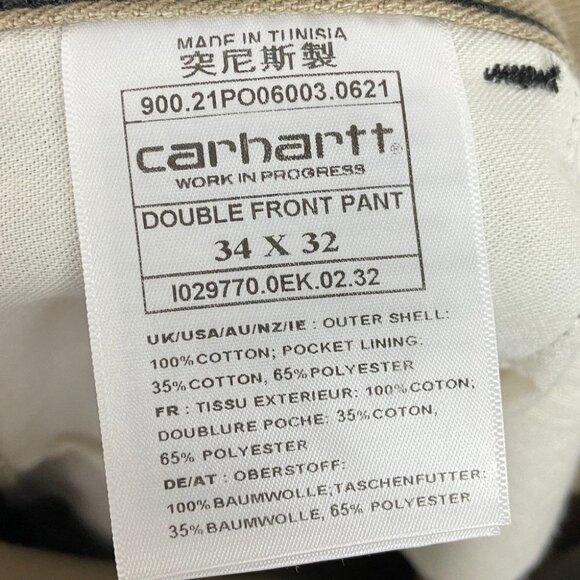 MADE IN TUNISIA
突尼斯製
900.21PO06003.0621
carhartt®
WORK IN PROGRESS
DOUBLE FRONT PANT
34 X 32
I029770.0EK.02.32
UK/USA/AU/NZ/IE : OUTER SHELL:
100%COTTON; POCKET LINING.
35%COTTON, 65%POLYESTER
FR : TISSU EXTERIEUR: 100%COTON;
DOUBLURE POCHE: 35%COTON,
65% POLYESTER
DE/AT : OBERSTOFF:
100%BAUMWOLLE;TASCHENFUTTER:
35%BAUMWOLLE, 65% POLYESTER